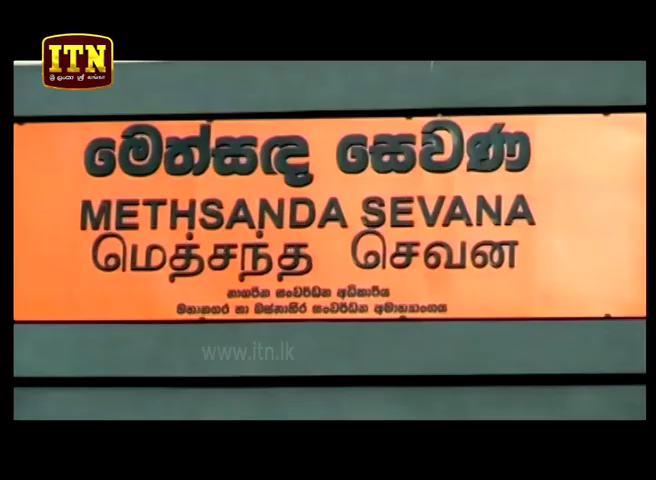 ITN
ශ්‍රී ලංකා
මෙත්සඳ සෙවණ
METHSANDA SEVANA
மெத்சந்த செவன
නාගරික සංවර්ධන අධිකාරිය
මහානගර හා බස්නාහිර සංවර්ධන අමාත්‍යාංශය
www.itn.lk